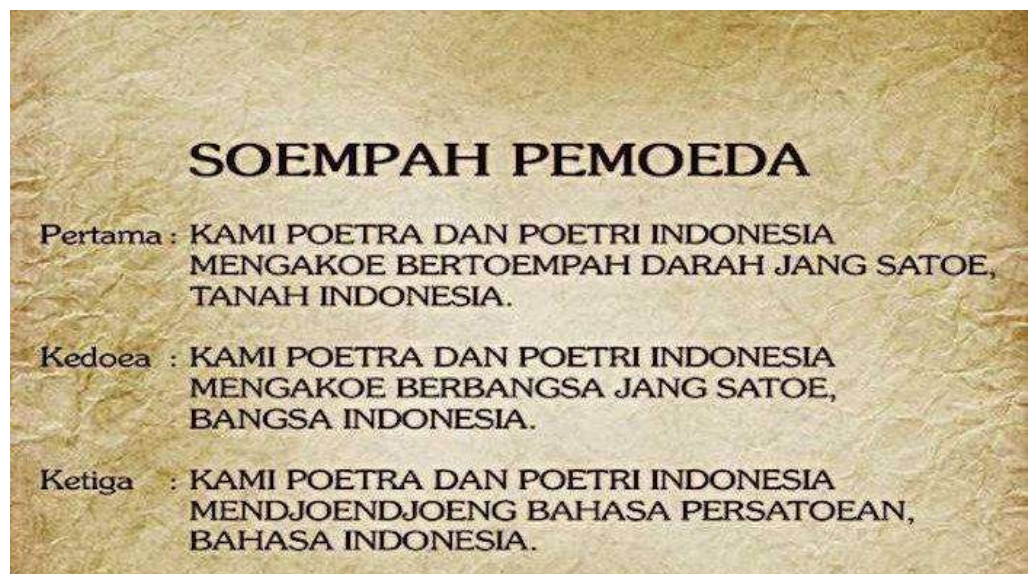 SOEMPAH PEMOEDA
Pertama : KAMI POETRA DAN POETRI INDONESIA
MENGAKOE BERTOEMPAH DARAH JANG SATOE,
TANAH INDONESIA.
Kedoea : KAMI POETRA DAN POETRI INDONESIA
MENGAKOE BERBANGSA JANG SATOE,
BANGSA INDONESIA.
Ketiga : KAMI POETRA DAN POETRI INDONESIA
MENDJOENDJOENG BAHASA PERSATOEAN,
BAHASA INDONESIA.